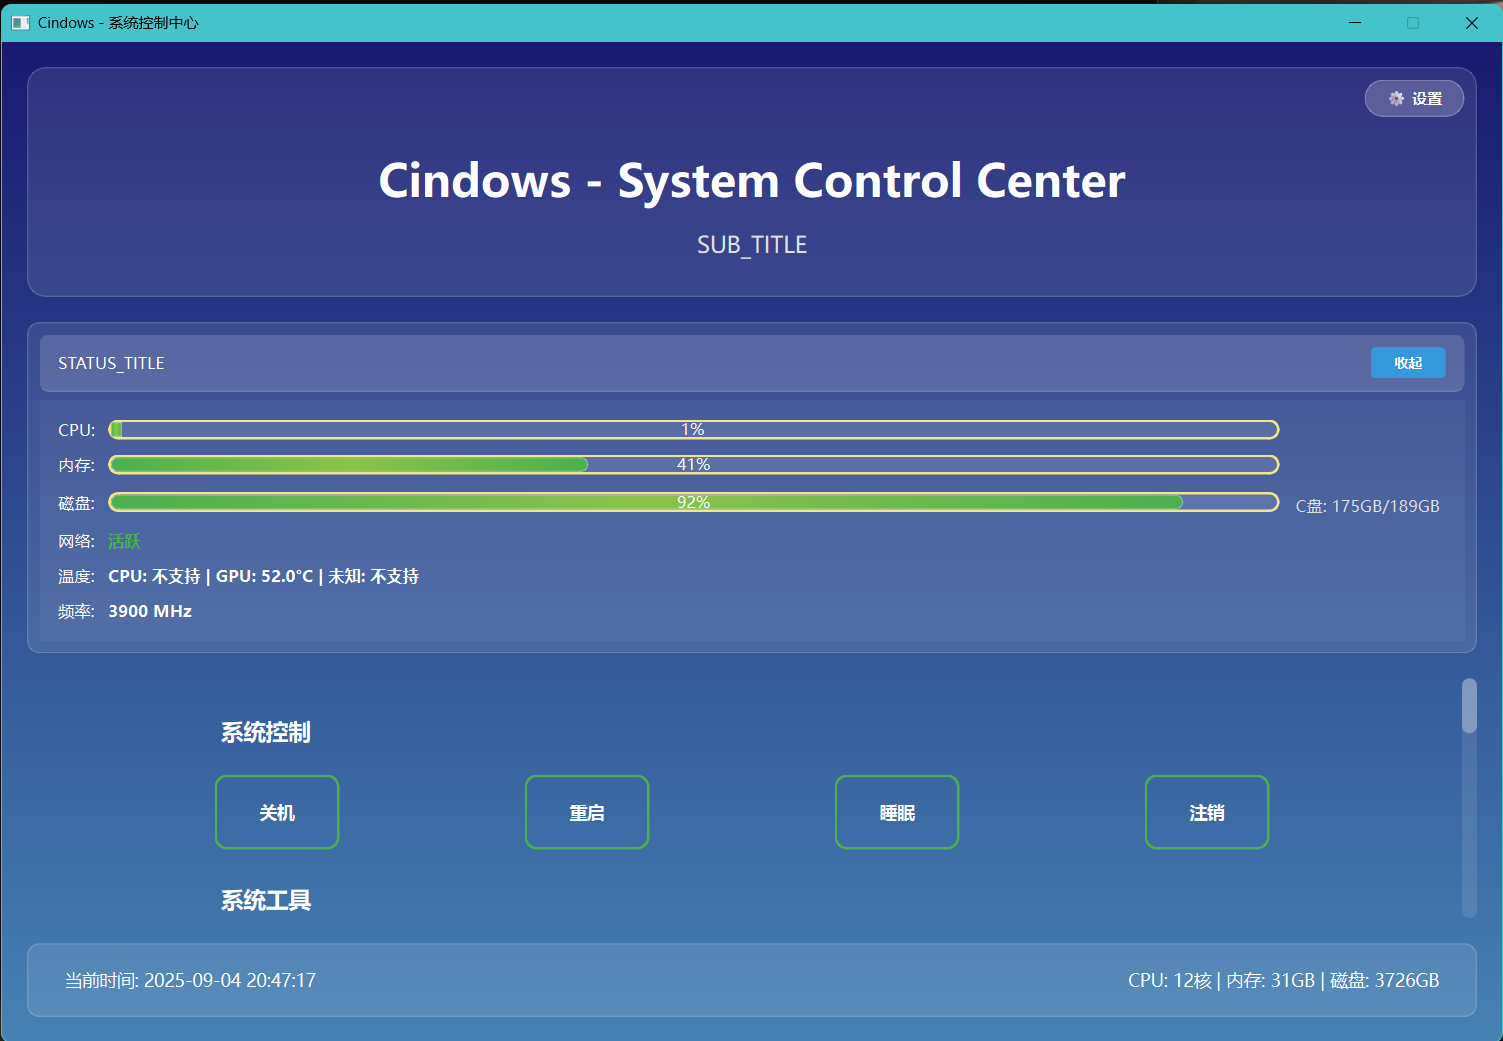 Cindows - 系统控制中心
设置
Cindows - System Control Center
SUB_TITLE
STATUS_TITLE 收起
CPU: 1%
内存: 41%
磁盘: 92% C盘: 175GB/189GB
网络: 活跃
温度: CPU: 不支持 | GPU: 52.0°C | 未知: 不支持
频率: 3900 MHz
系统控制
关机 重启 睡眠 注销
系统工具
当前时间: 2025-09-04 20:47:17 CPU: 12核 | 内存: 31GB | 磁盘: 3726GB